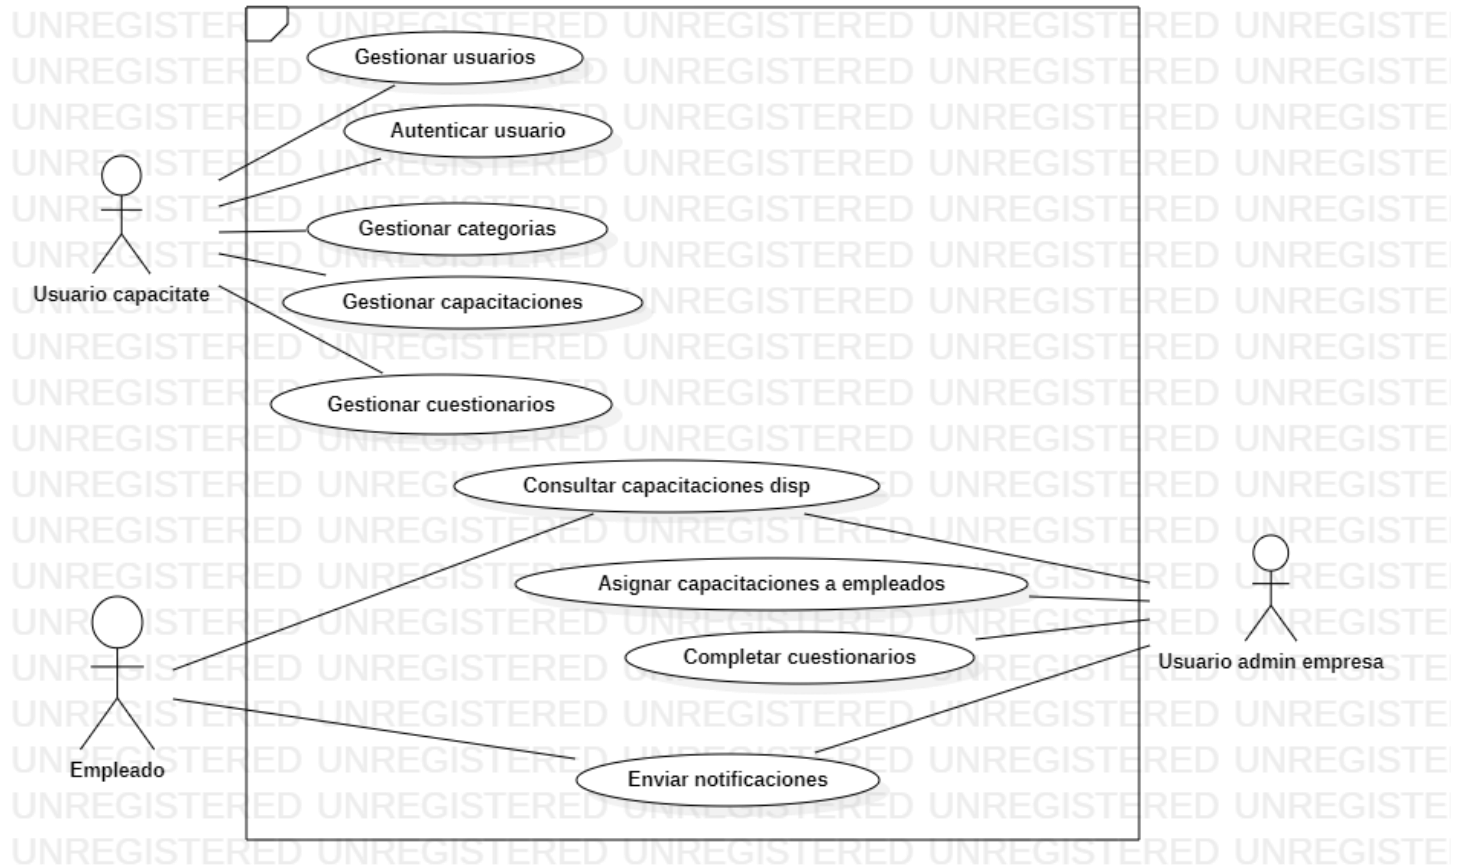 Gestionar usuarios
Autenticar usuario
Gestionar categorias
Gestionar capacitaciones
Usuario capacitate
Gestionar cuestionarios
Consultar capacitaciones disp
Asignar capacitaciones a empleados
Completar cuestionarios
Usuario admin empresa
Empleado
Enviar notificaciones
UNREGISTERED